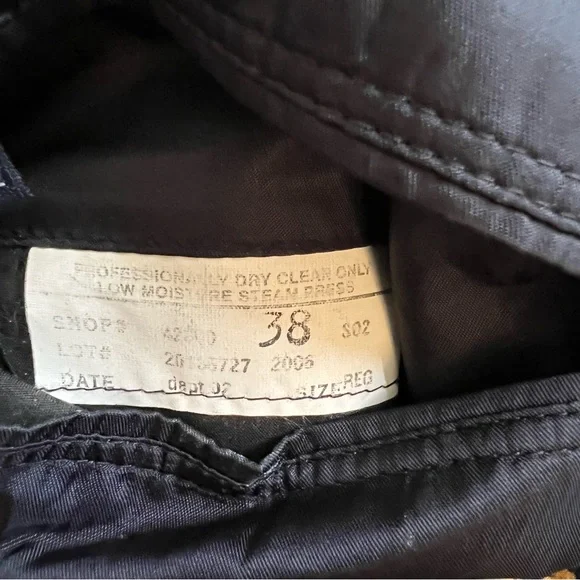 PROFESSIONALLY DRY CLEAN ONLY
LOW MOISTURE STEAM PRESS
SHOP# 38 S02
LOT# 2006
DATE dept 02 SIZE REG